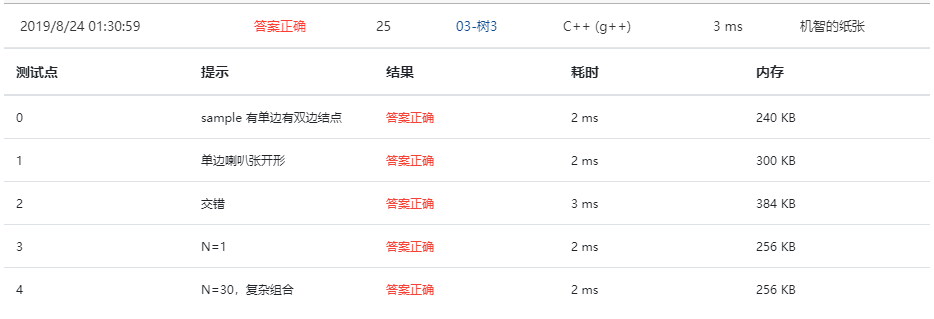 2019/8/24 01:30:59 答案正确 25 03-树3 C++ (g++) 3 ms 机智的纸张
测试点 提示 结果 耗时 内存
0 sample 有单边有双边结点 答案正确 2 ms 240 KB
1 单边喇叭张开形 答案正确 2 ms 300 KB
2 交错 答案正确 3 ms 384 KB
3 N=1 答案正确 2 ms 256 KB
4 N=30，复杂组合 答案正确 2 ms 256 KB